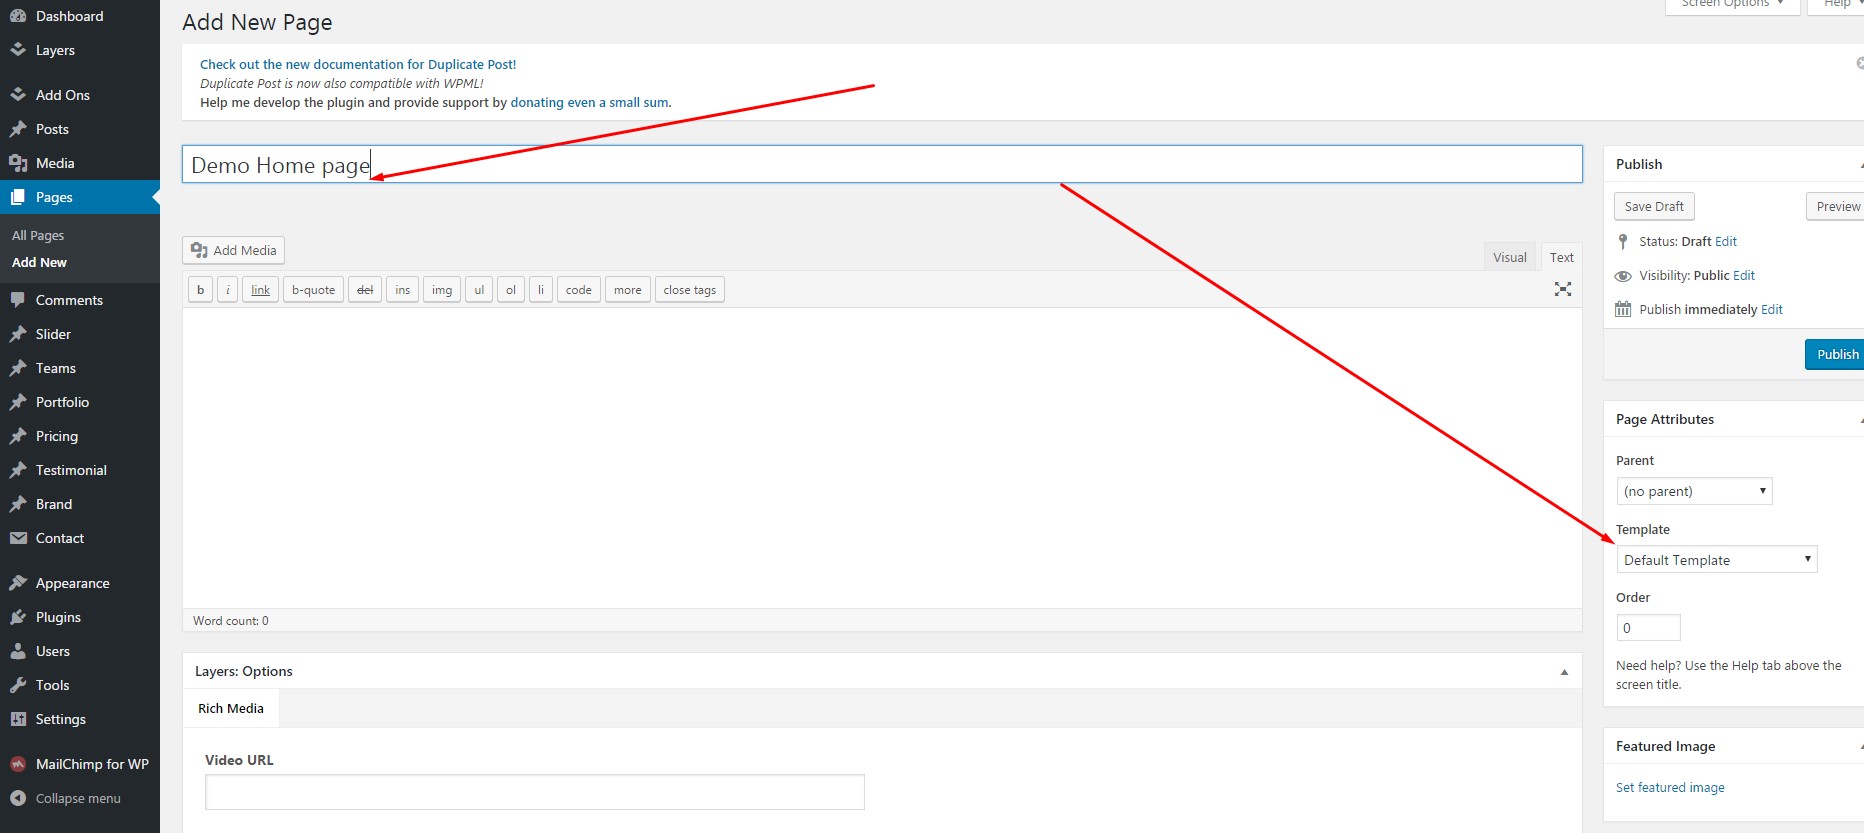 Dashboard
Layers
Add Ons
Posts
Media
Pages
All Pages
Add New
Comments
Slider
Teams
Portfolio
Pricing
Testimonial
Brand
Contact
Appearance
Plugins
Users
Tools
Settings
MailChimp for WP
Collapse menu
Add New Page
Screen Options
Help
Check out the new documentation for Duplicate Post!
Duplicate Post is now also compatible with WPML!
Help me develop the plugin and provide support by donating even a small sum.
Demo Home page
Add Media
Visual Text
b i link b-quote del ins img ul ol li code more close tags
Word count: 0
Layers: Options
Rich Media
Video URL
Publish
Save Draft Preview
Status: Draft Edit
Visibility: Public Edit
Publish immediately Edit
Publish
Page Attributes
Parent
(no parent)
Template
Default Template
Order
0
Need help? Use the Help tab above the
screen title.
Featured Image
Set featured image